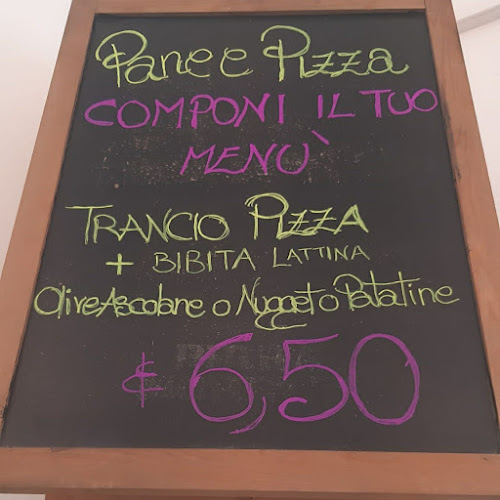 Pane e Pizza
COMPONI IL TUO
MENÙ
TRANCIO PIZZA
+ BIBITA LATTINA
Olive Ascolane o Nugget o Patatine
€ 6,50